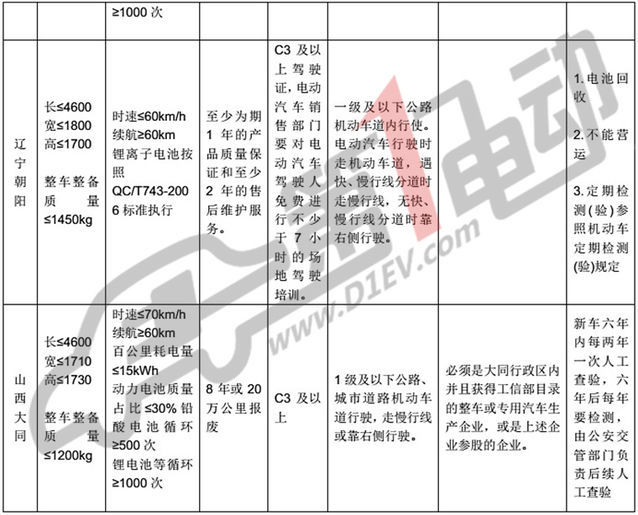 ≥1000 次
辽
宁
朝
阳
长≤4600
宽≤1800
高≤1700
整车整备
质量
≤1450kg
时速≤60km/h
续航≥60km
锂离子电池按
照
QC/T743-200
6 标准执行
至少为期
1 年的产
品质量保
证和至少
2 年的售
后维护服
务。
C3 及以
上驾驶
证，电动
汽车销
售部门
要对电
动汽车
驾驶人
免费进
行不少
于 7 小
时的场
地驾驶
培训。
一级及以下公路
机动车道内行使。
电动汽车行驶时
走机动车道，遇
快、慢行线分道时
走慢行线，无快、
慢行线分道时靠
右侧行驶。
1.电池回
收
2.不能营
运
3.定期检
测(验)参
照机动车
定期检测
(验)规定
山
西
大
同
长≤4600
宽≤1710
高≤1730
整车整备
质量
≤1200kg
时速≤70km/h
续航≥60km
百公里耗电量
≤15kWh
动力电池质量
占比≤30%铅
酸电池循环
≥500 次
锂电池等循环
≥1000 次
8 年或 20
万公里报
废
C3 及以
上
1 级及以下公路、
城市道路机动车
道行驶，走慢行线
或靠右侧行驶。
必须是大同行政区内
并且获得工信部目录
的整车或专用汽车生
产企业，或是上述企
业参股的企业。
新车六年
内每两年
一次人工
查验，六
年后每年
要检测，
由公安交
管部门负
责后续人
工查验
第1电动
WWW.D1EV.COM